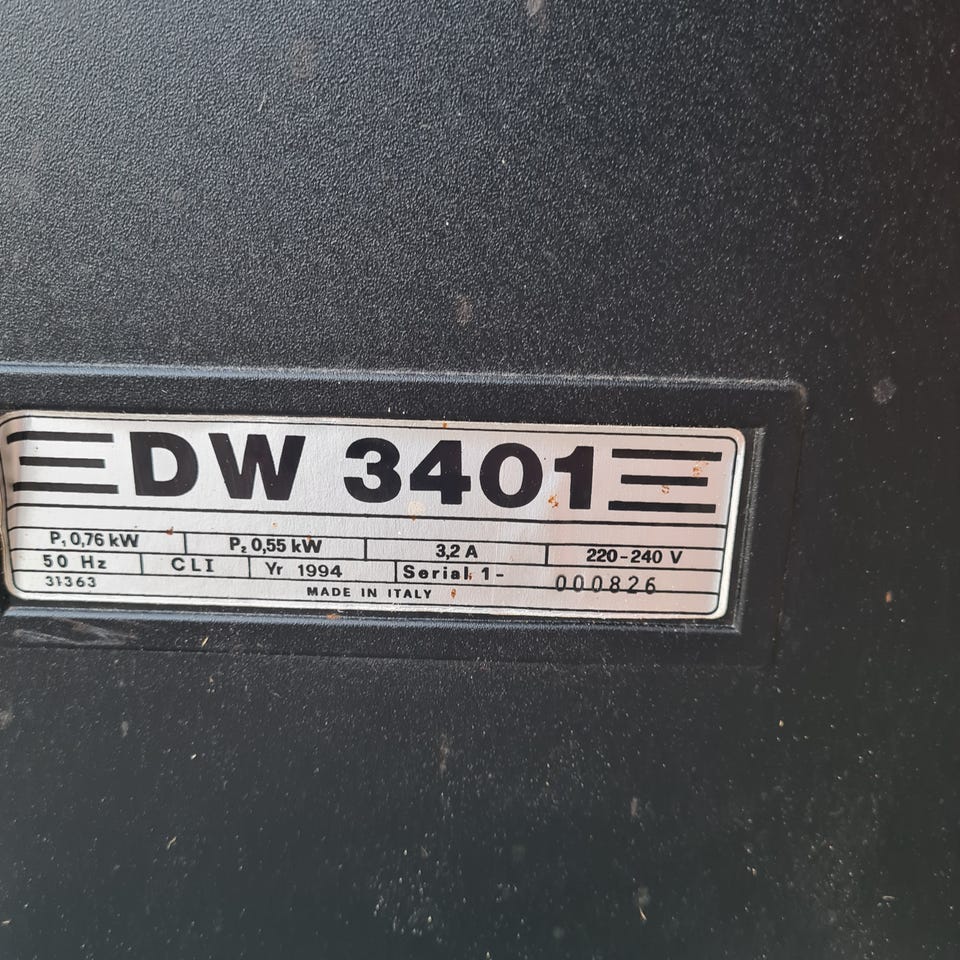 DW 3401
P₁ 0,76 kW P₂ 0,55 kW 3,2 A 220-240 V
50 Hz CLI Yr 1994 Serial 1- 000826
31363 MADE IN ITALY